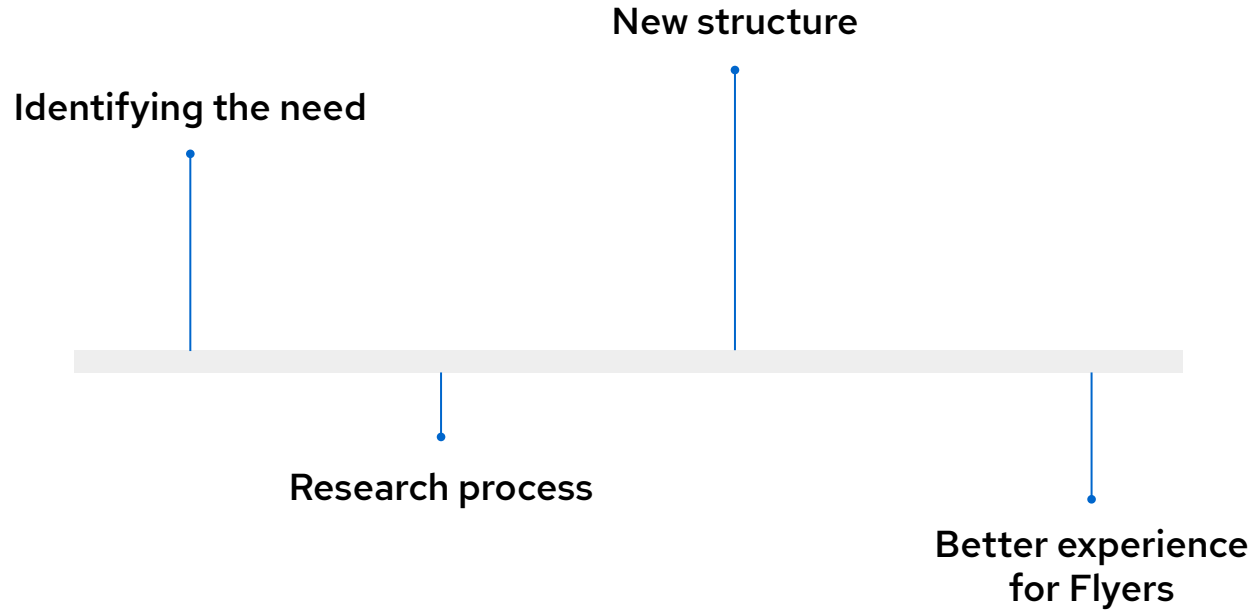 New structure
Identifying the need
Research process
Better experience
for Flyers